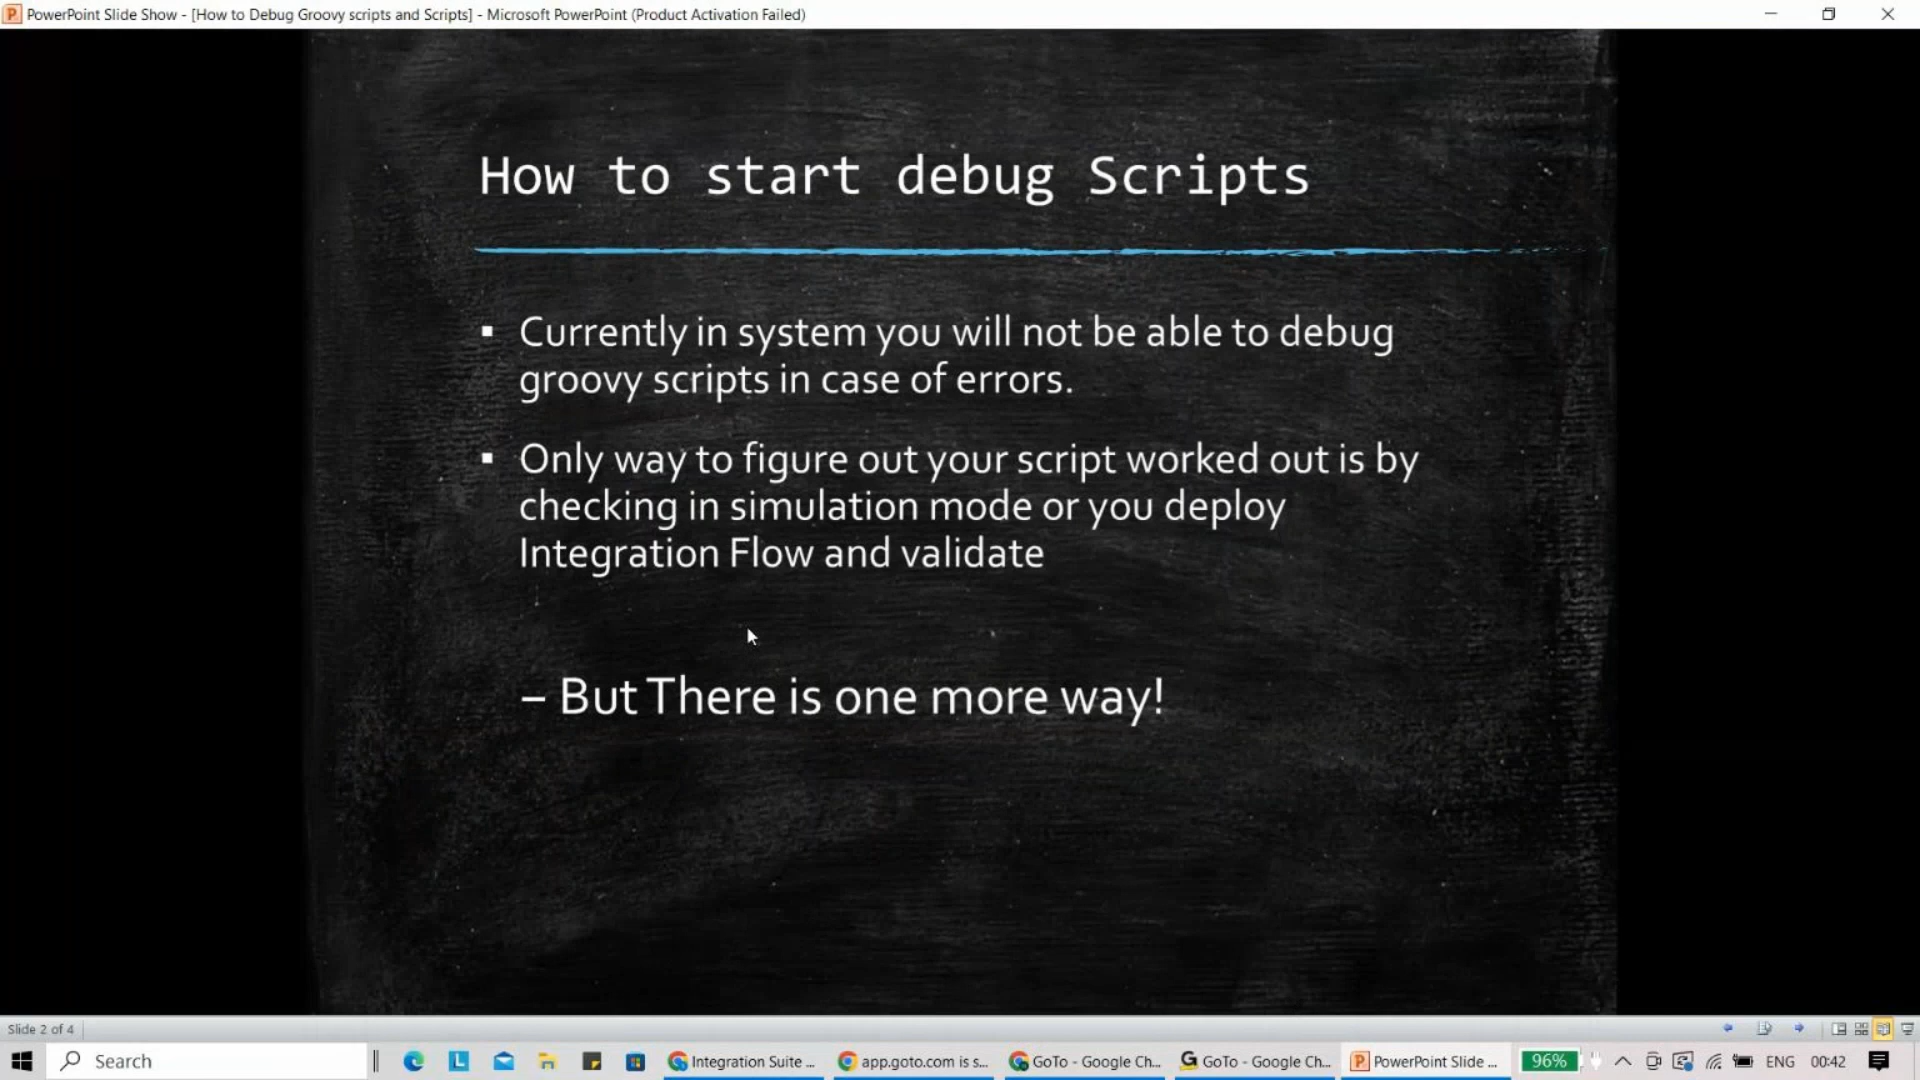 PowerPoint Slide Show - [How to Debug Groovy scripts and Scripts] - Microsoft PowerPoint (Product Activation Failed)
How to start debug Scripts
▪ Currently in system you will not be able to debug
groovy scripts in case of errors.
▪ Only way to figure out your script worked out is by
checking in simulation mode or you deploy
Integration Flow and validate
– But There is one more way!
Slide 2 of 4
Search
L
Integration Suite ...
app.goto.com is s...
GoTo - Google Ch...
GoTo - Google Ch...
PowerPoint Slide ...
96%
ENG
00:42